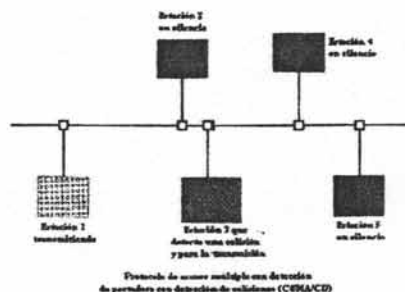 Estación 2
en silencio
Estación 4
en silencio
Estación 1
transmitiendo
Estación 3 que
detecta una colisión
y para la transmisión
Estación 5
en silencio
Protocolo de acceso múltiple con detección
de portadora con detección de colisiones (CSMA/CD)